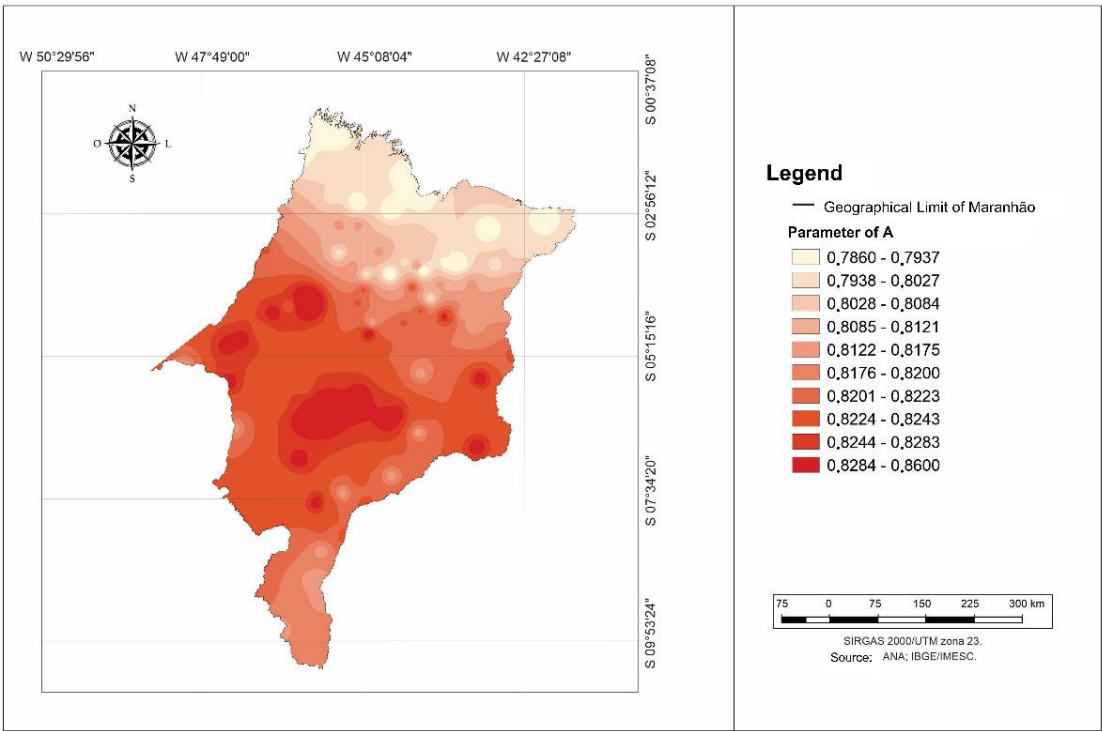 W 50°29'56" W 47°49'00" W 45°08'04" W 42°27'08"
S 00°37'08"
S 02°56'12"
S 05°15'16"
S 07°34'20"
S 09°53'24"
N
O L
S
Legend
Geographical Limit of Maranhão
Parameter of A
0,7860 - 0,7937
0,7938 - 0,8027
0,8028 - 0,8084
0,8085 - 0,8121
0,8122 - 0,8175
0,8176 - 0,8200
0,8201 - 0,8223
0,8224 - 0,8243
0,8244 - 0,8283
0,8284 - 0,8600
75 0 75 150 225 300 km
SIRGAS 2000/UTM zona 23.
Source: ANA; IBGE/IMESC.